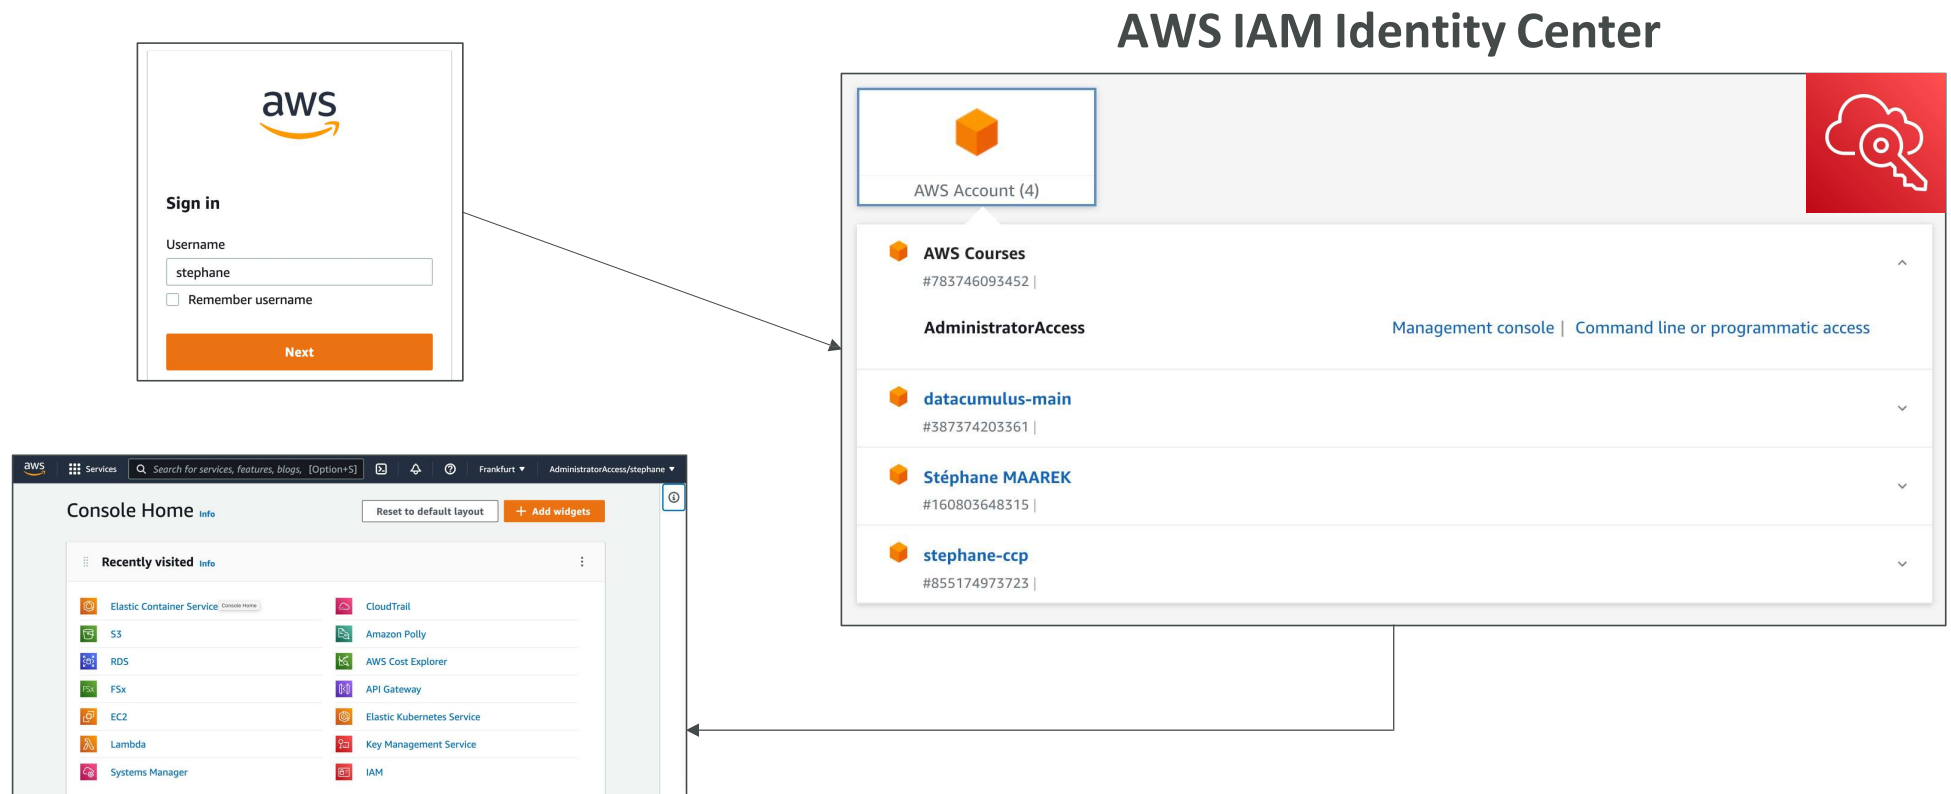 AWS IAM Identity Center
aws
Sign in
Username
stephane
Remember username
Next
AWS Account (4)
AWS Courses
#783746093452 |
AdministratorAccess
Management console | Command line or programmatic access
datacumulus-main
#387374203361 |
Stéphane MAAREK
#160803648315 |
stephane-ccp
#855174973723 |
aws Services Search for services, features, blogs, [Option+S] Frankfurt ▼ AdministratorAccess/stephane ▼
Console Home Info
Reset to default layout
+ Add widgets
Recently visited Info
Elastic Container Service Console Home
S3
RDS
FSx FSx
EC2
Lambda
Systems Manager
CloudTrail
Amazon Polly
AWS Cost Explorer
API Gateway
Elastic Kubernetes Service
Key Management Service
IAM